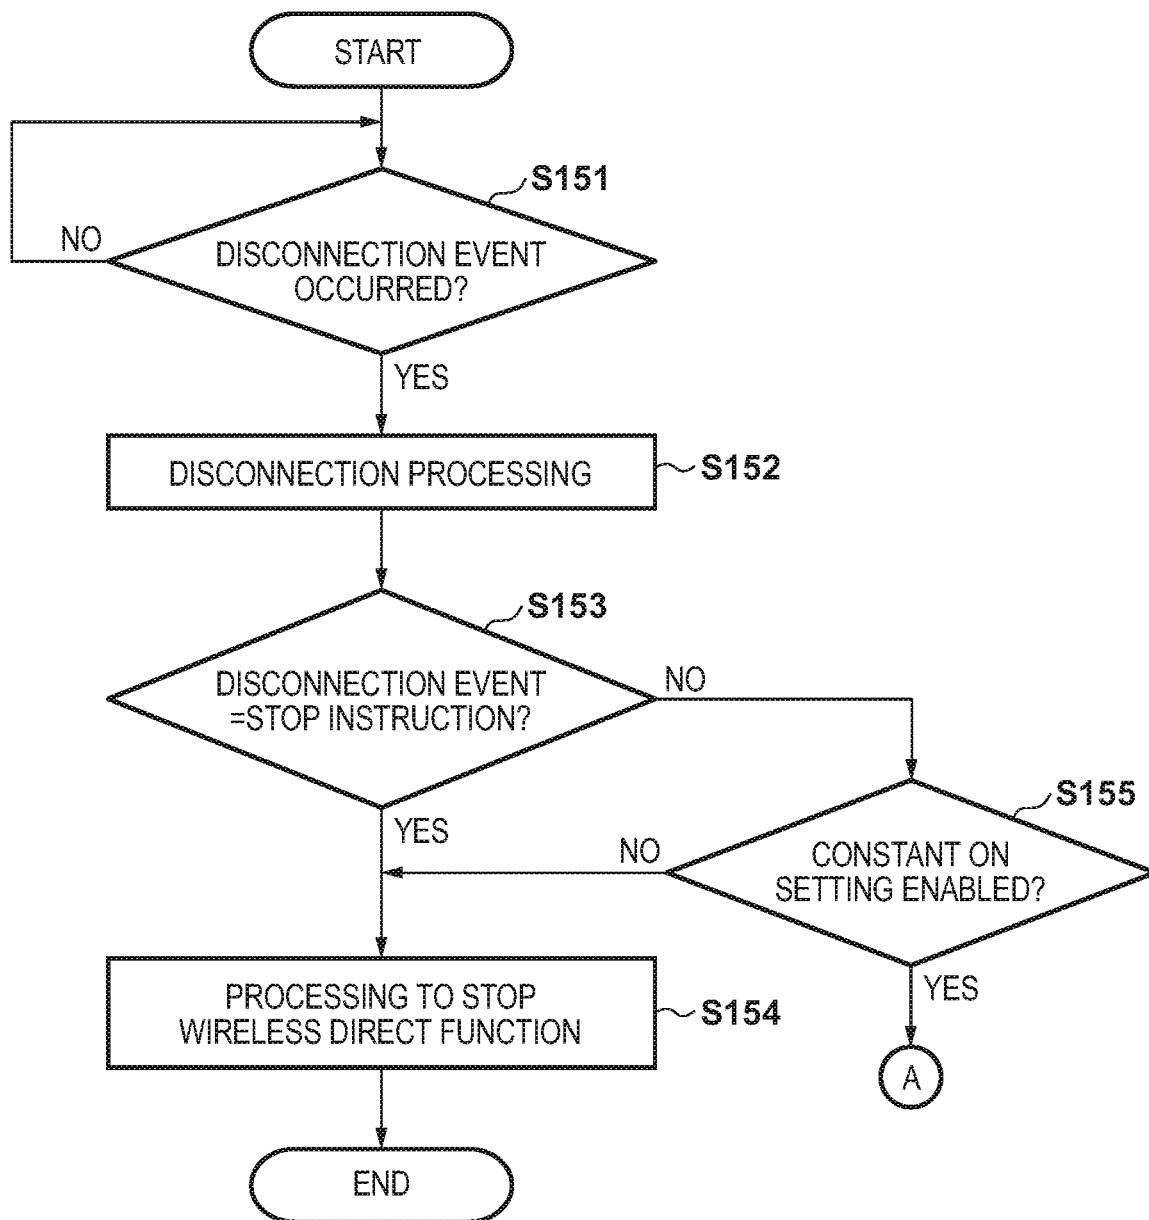 START
S151
NO
DISCONNECTION EVENT
OCCURRED?
YES
DISCONNECTION PROCESSING
S152
S153
DISCONNECTION EVENT
=STOP INSTRUCTION?
NO
YES
S155
NO
CONSTANT ON
SETTING ENABLED?
YES
PROCESSING TO STOP
WIRELESS DIRECT FUNCTION
S154
A
END